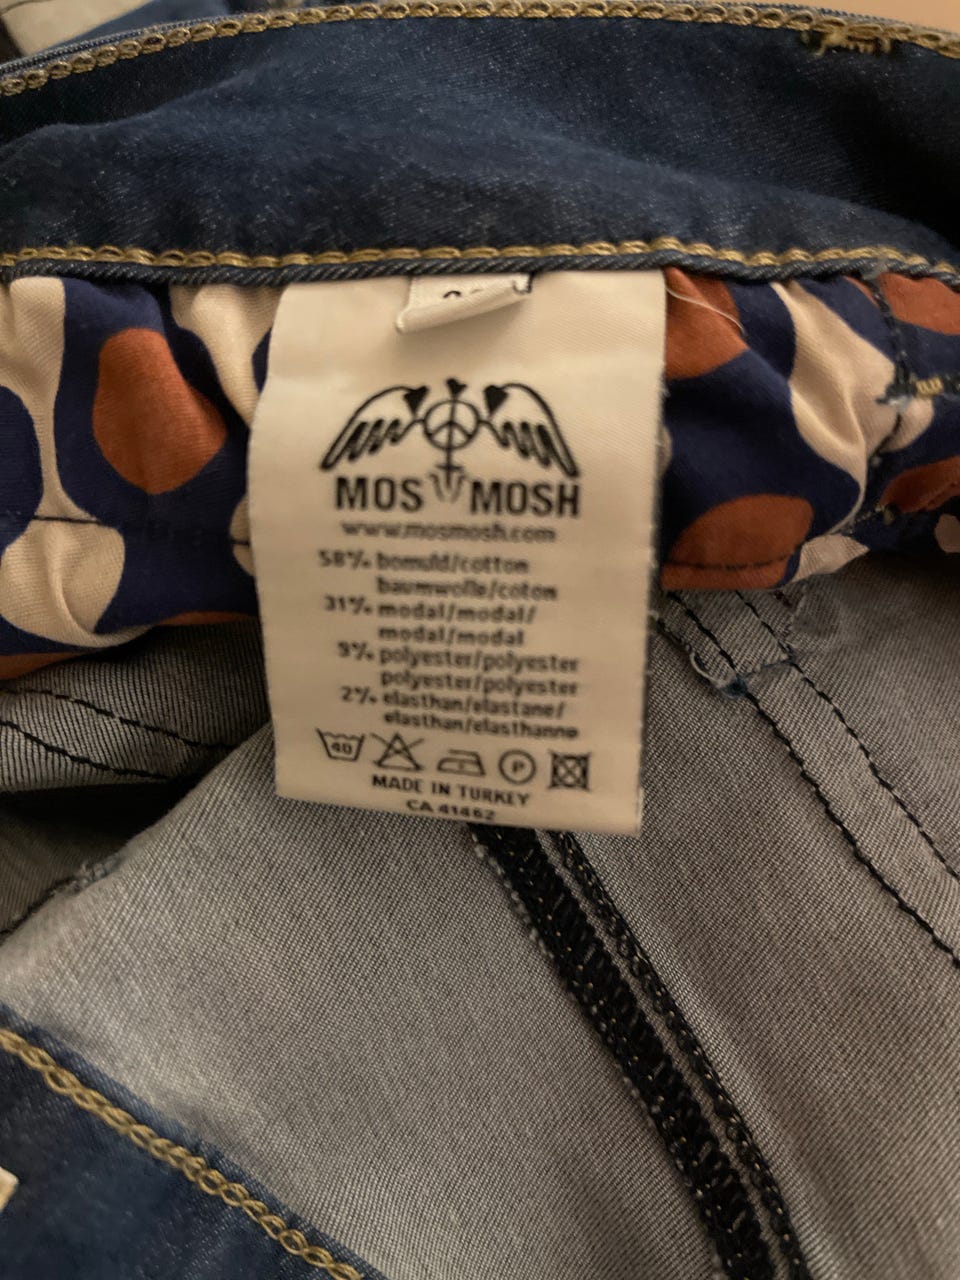 MOS MOSH
www.mosmosh.com
58% bomuld/cotton
baumwolle/coton
31% modal/modal/
modal/modal
9% polyester/polyester
polyester/polyester
2% elasthan/elastane/
elasthan/elasthanne
40
P
MADE IN TURKEY
CA 41462